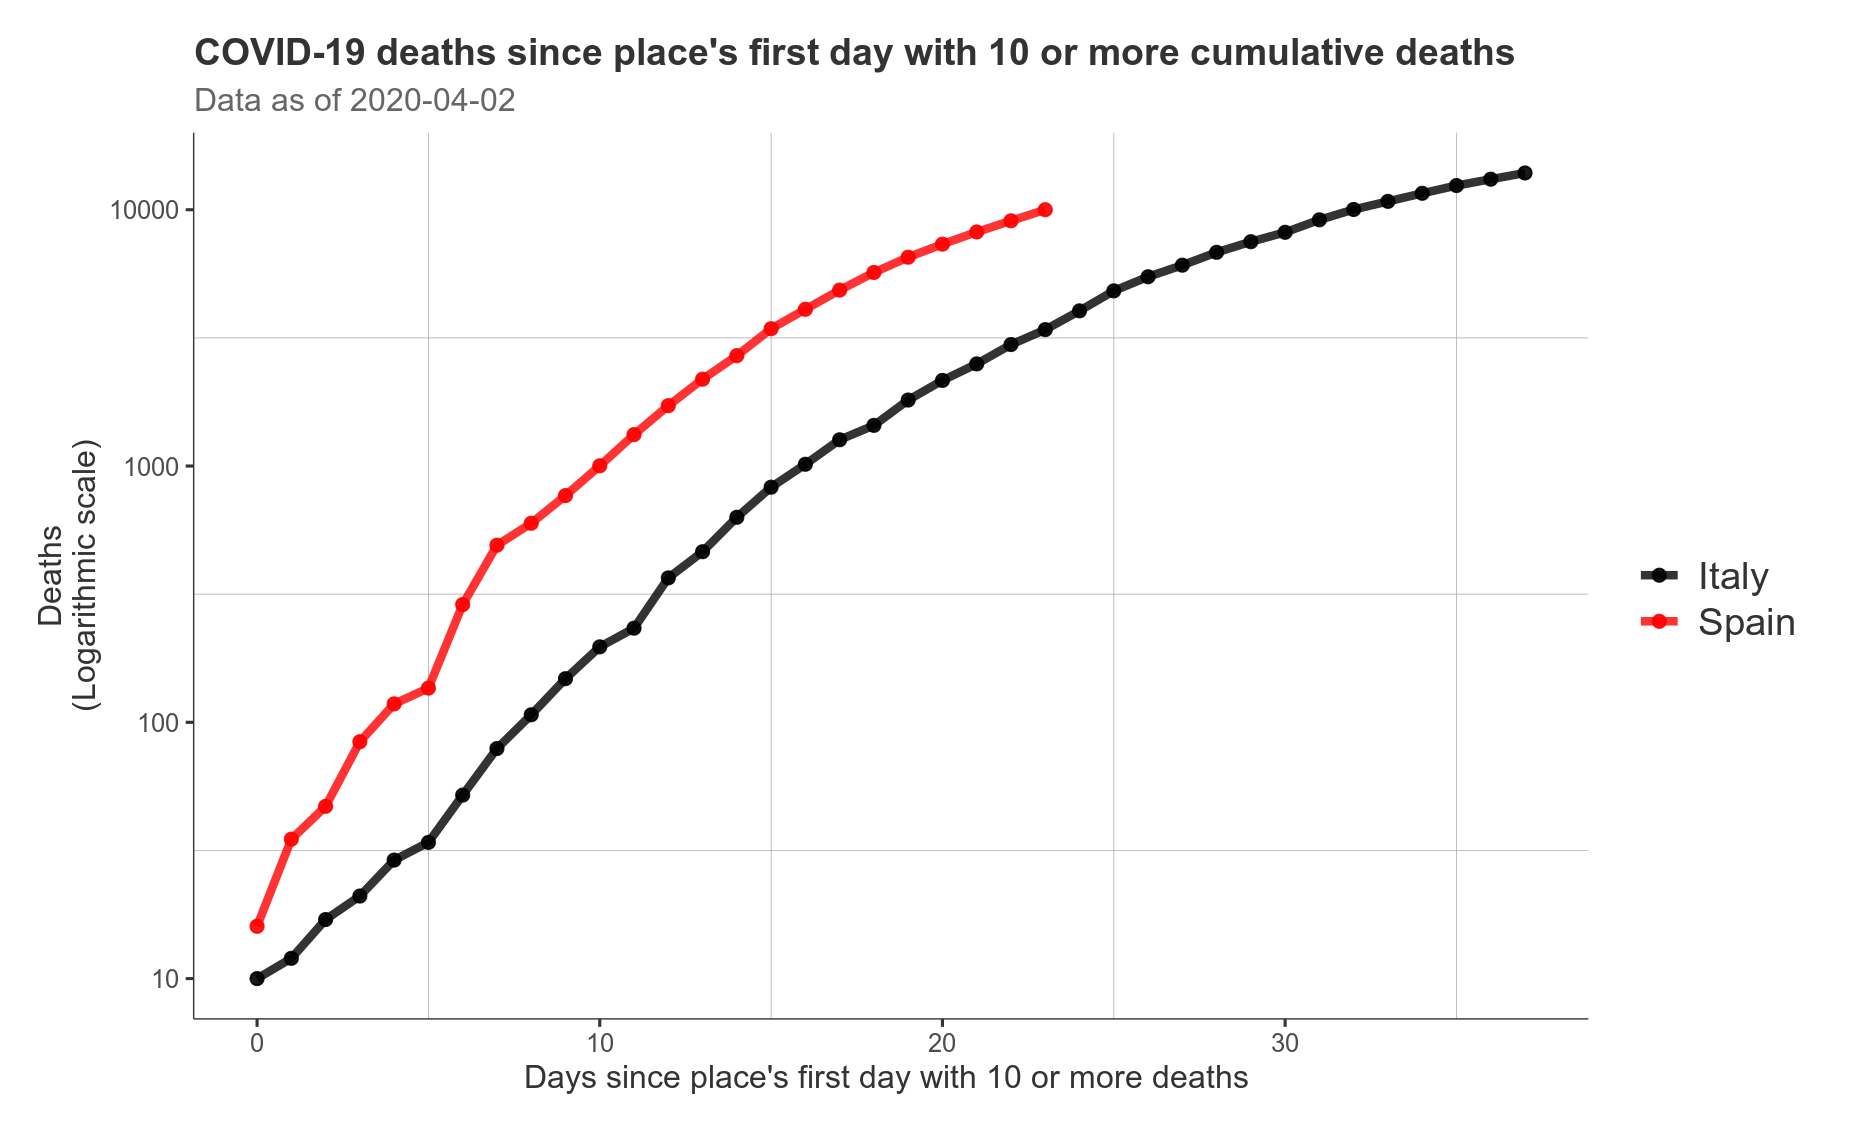 COVID-19 deaths since place's first day with 10 or more cumulative deaths
Data as of 2020-04-02
Deaths
(Logarithmic scale)
10000
1000
100
10
0
10
20
30
Days since place's first day with 10 or more deaths
Italy
Spain